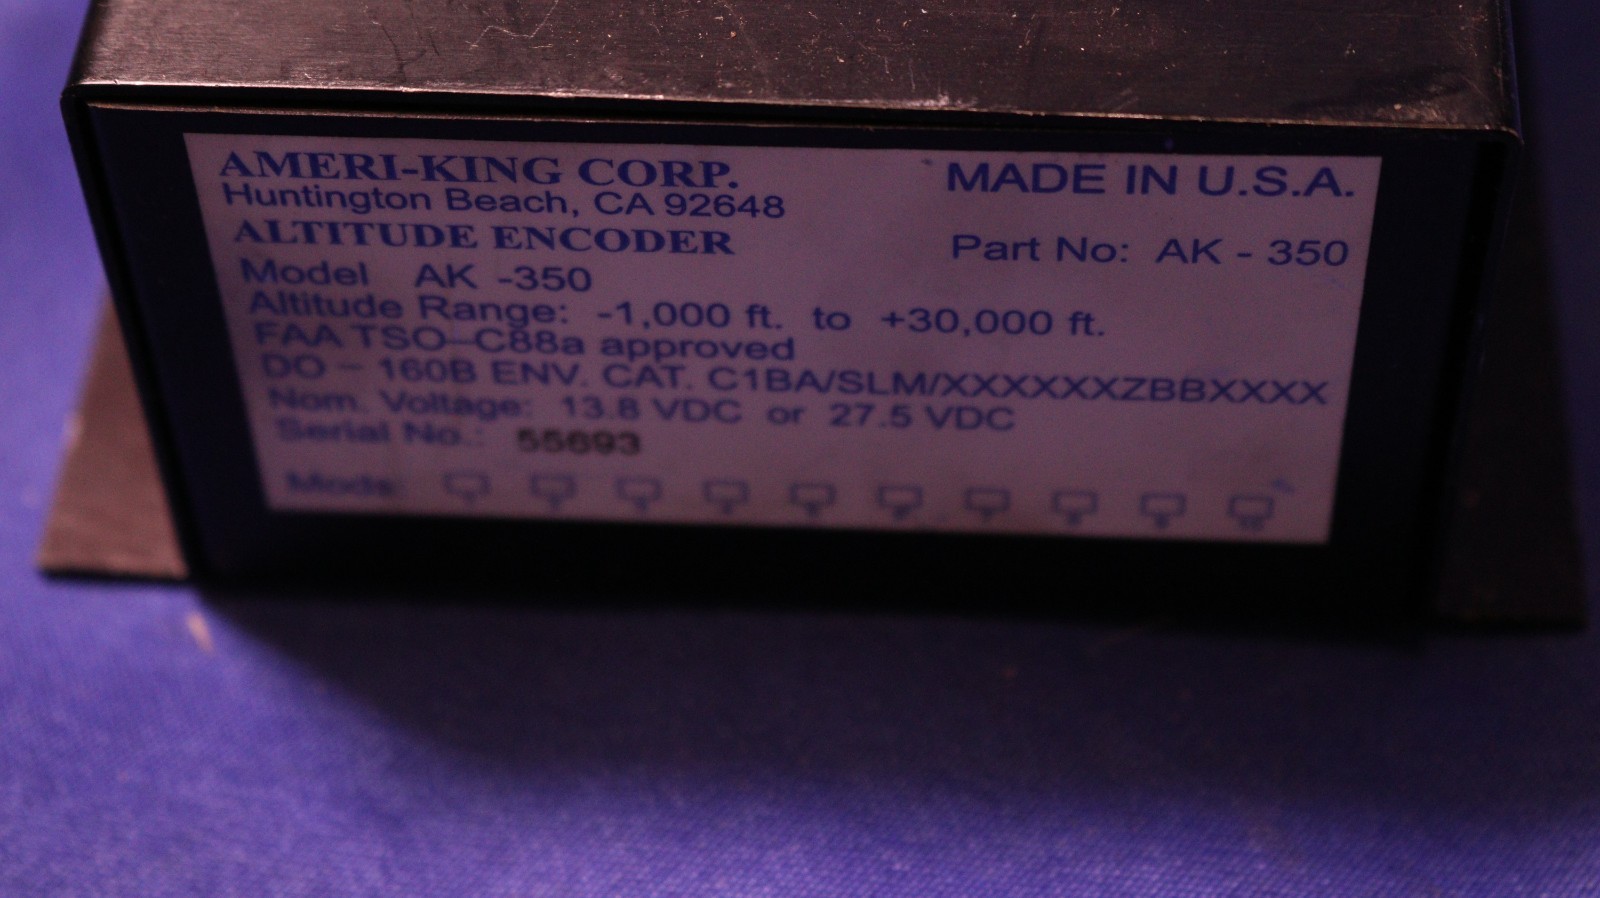 AMERI-KING CORP.
MADE IN U.S.A.
Huntington Beach, CA 92648
ALTITUDE ENCODER
Part No: AK - 350
Model AK -350
Altitude Range: -1,000 ft. to +30,000 ft.
FAA TSO–C88a approved
DO – 160B ENV. CAT. C1BA/SLM/XXXXXXZBBXXXX
Nom. Voltage: 13.8 VDC or 27.5 VDC
Serial No.: 55693
Mods: